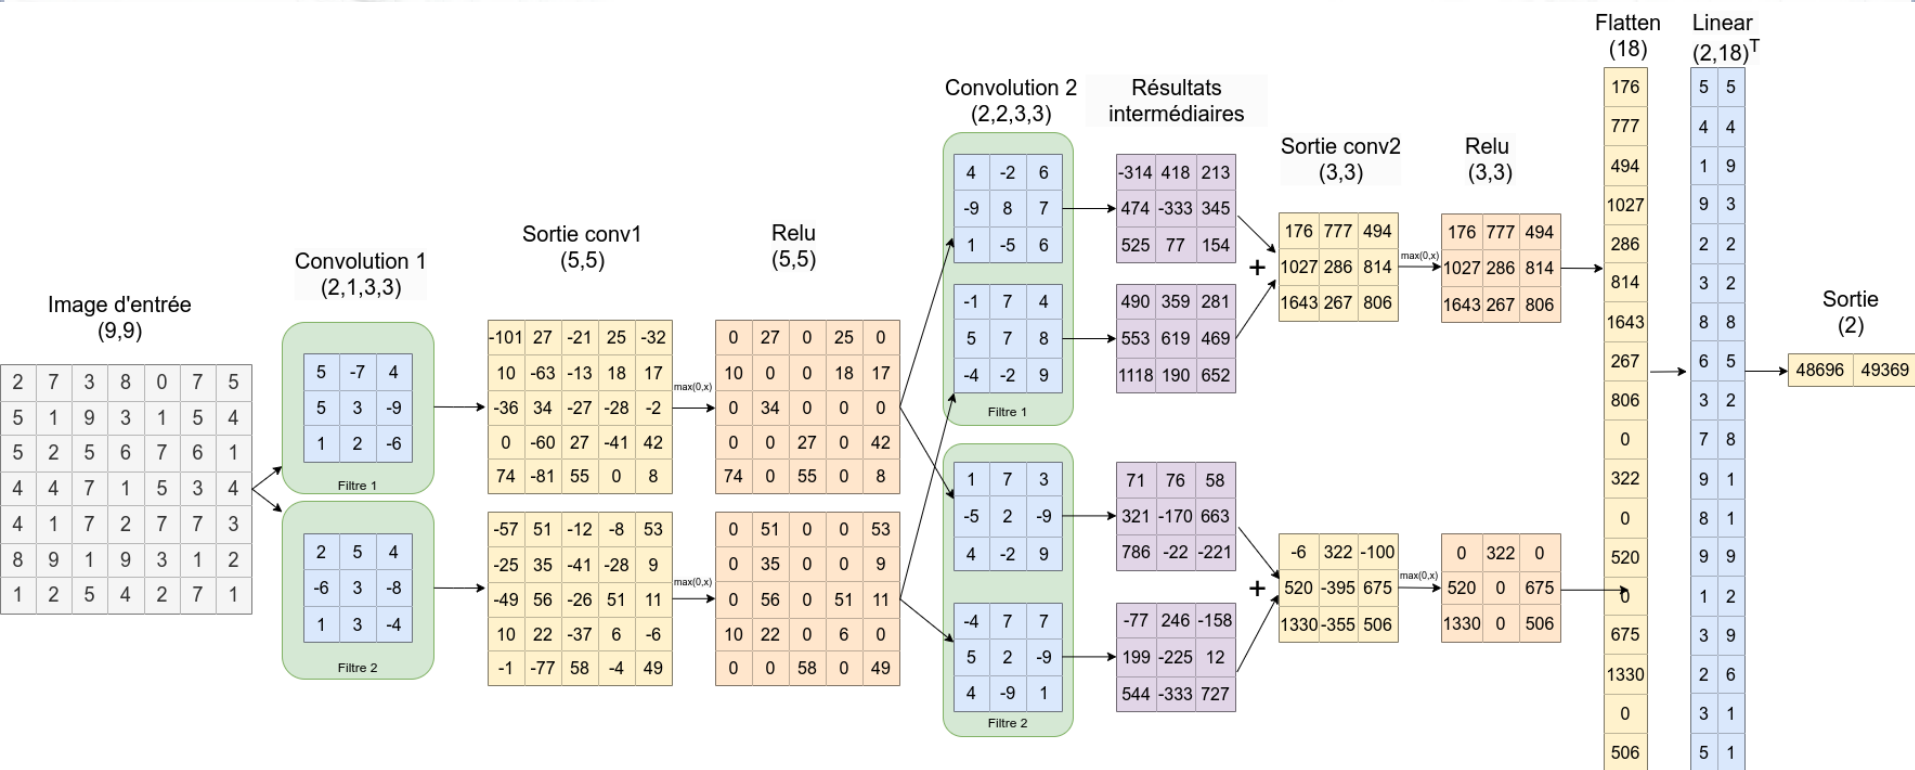 Image d'entrée
(9,9)
2 7 3 8 0 7 5
5 1 9 3 1 5 4
5 2 5 6 7 6 1
4 4 7 1 5 3 4
4 1 7 2 7 7 3
8 9 1 9 3 1 2
1 2 5 4 2 7 1
Convolution 1
(2,1,3,3)
5 -7 4
5 3 -9
1 2 -6
Filtre 1
2 5 4
-6 3 -8
1 3 -4
Filtre 2
Sortie conv1
(5,5)
-101 27 -21 25 -32
10 -63 -13 18 17
-36 34 -27 -28 -2
0 -60 27 -41 42
74 -81 55 0 8
-57 51 -12 -8 53
-25 35 -41 -28 9
-49 56 -26 51 11
10 22 -37 6 -6
-1 -77 58 -4 49
max(0,x)
max(0,x)
Relu
(5,5)
0 27 0 25 0
10 0 0 18 17
0 34 0 0 0
0 0 27 0 42
74 0 55 0 8
0 51 0 0 53
0 35 0 0 9
0 56 0 51 11
10 22 0 6 0
0 0 58 0 49
Convolution 2
(2,2,3,3)
4 -2 6
-9 8 7
1 -5 6
-1 7 4
5 7 8
-4 -2 9
Filtre 1
1 7 3
-5 2 -9
4 -2 9
-4 7 7
5 2 -9
4 -9 1
Filtre 2
Résultats
intermédiaires
-314 418 213
474 -333 345
525 77 154
490 359 281
553 619 469
1118 190 652
71 76 58
321 -170 663
786 -22 -221
-77 246 -158
199 -225 12
544 -333 727
+
+
Sortie conv2
(3,3)
176 777 494
1027 286 814
1643 267 806
-6 322 -100
520 -395 675
1330 -355 506
max(0,x)
max(0,x)
Relu
(3,3)
176 777 494
1027 286 814
1643 267 806
0 322 0
520 0 675
1330 0 506
Flatten
(18)
176
777
494
1027
286
814
1643
267
806
0
322
0
520
0
675
1330
0
506
Linear
(2,18)T
5 5
4 4
1 9
9 3
2 2
3 2
8 8
6 5
3 2
7 8
9 1
8 1
9 9
1 2
3 9
2 6
3 1
5 1
Sortie
(2)
48696 49369